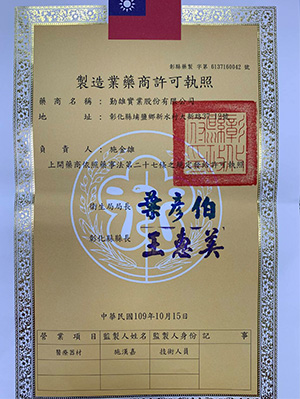 彰縣藥製 字第 6137160042 號
製造業藥商許可執照
藥商名稱：勤雄實業股份有限公司
地址：彰化縣埔鹽鄉新水村大新路
負責人：施金雄
上開藥商依照藥事法第二十七條之規定發給許可執照
衛生局局長 葉彥伯
彰化縣縣長 王惠美
中華民國109年10月15日
營業項目 監製人姓名 監製人身份 記事
醫療器材 施漢嘉 技術人員